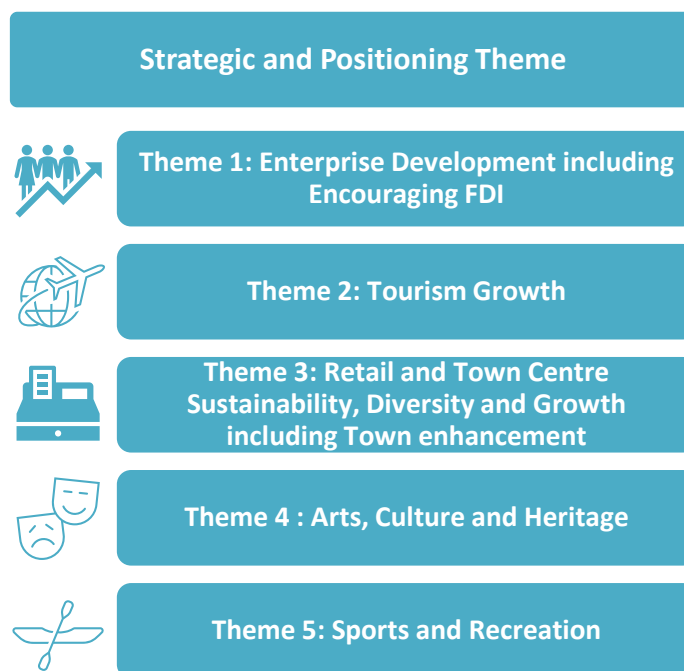 Strategic and Positioning Theme
Theme 1: Enterprise Development including
Encouraging FDI
Theme 2: Tourism Growth
Theme 3: Retail and Town Centre
Sustainability, Diversity and Growth
including Town enhancement
Theme 4 : Arts, Culture and Heritage
Theme 5: Sports and Recreation